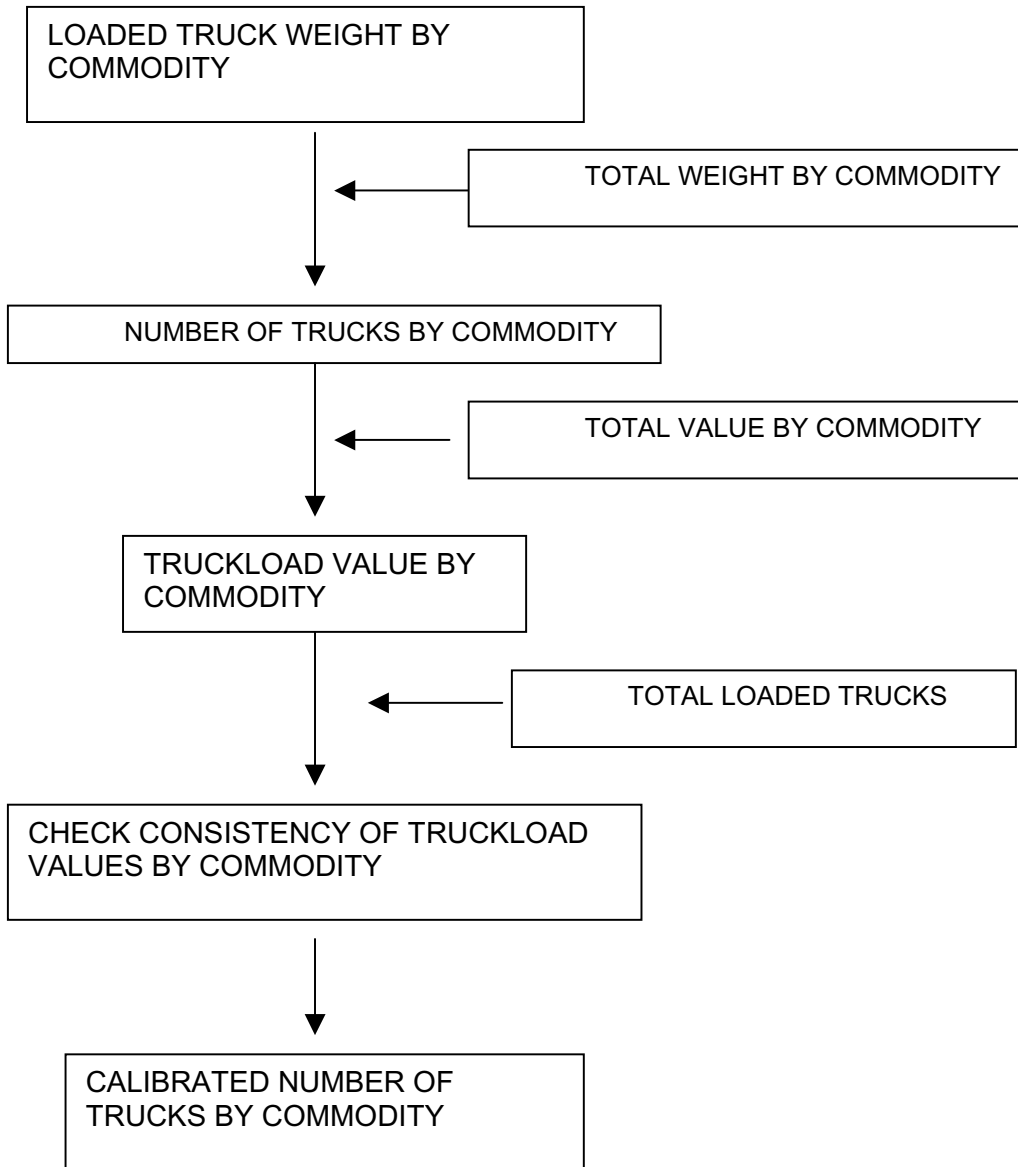 LOADED TRUCK WEIGHT BY
COMMODITY
TOTAL WEIGHT BY COMMODITY
NUMBER OF TRUCKS BY COMMODITY
TOTAL VALUE BY COMMODITY
TRUCKLOAD VALUE BY
COMMODITY
TOTAL LOADED TRUCKS
CHECK CONSISTENCY OF TRUCKLOAD
VALUES BY COMMODITY
CALIBRATED NUMBER OF
TRUCKS BY COMMODITY